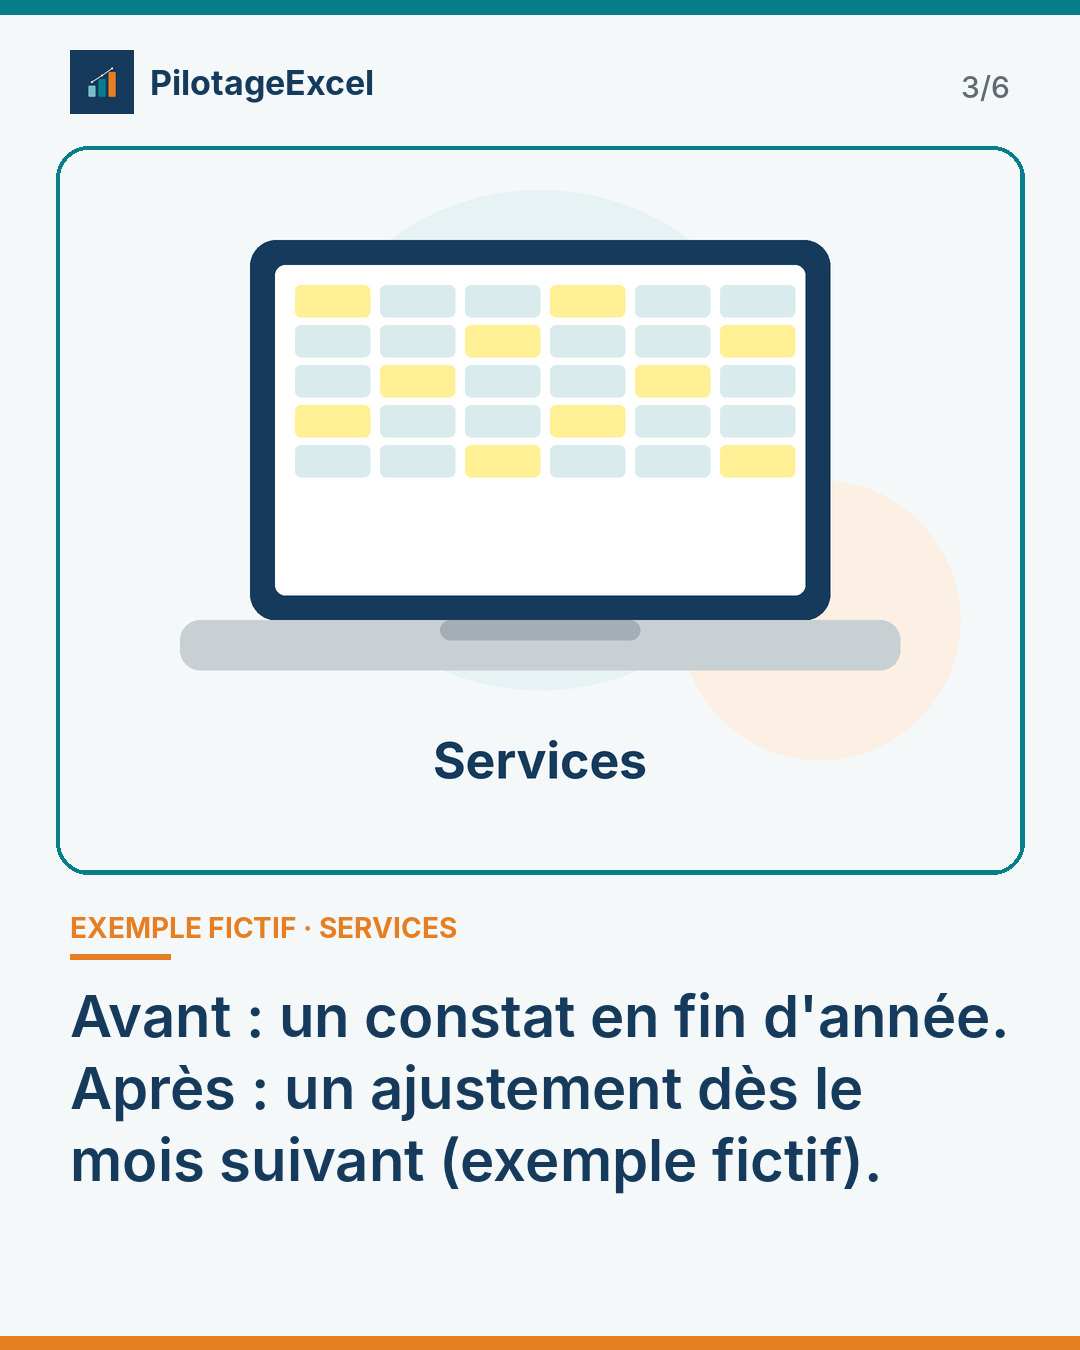 PilotageExcel
3/6
Services
EXEMPLE FICTIF · SERVICES
Avant : un constat en fin d'année.
Après : un ajustement dès le
mois suivant (exemple fictif).